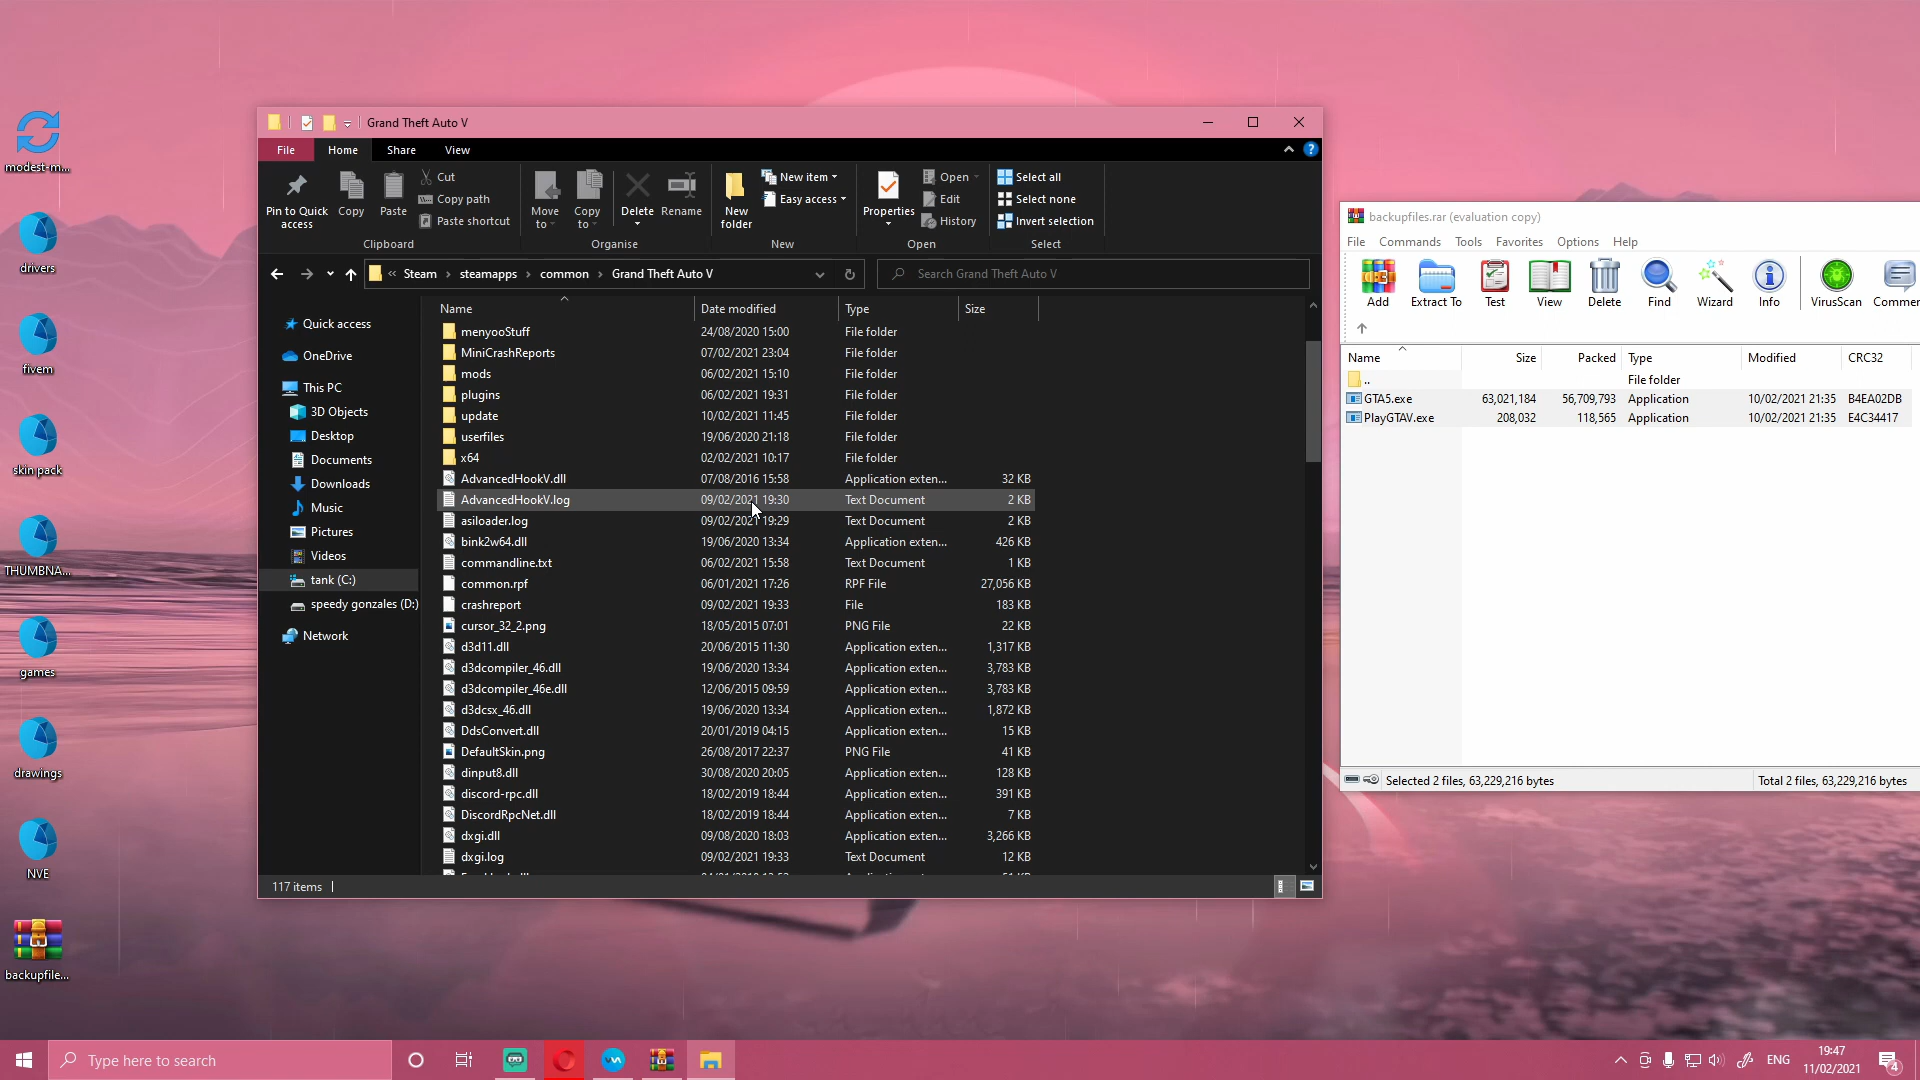 modest-m...
drivers
fivem
skin pack
THUMBNA...
games
drawings
NVE
backupfile...
Grand Theft Auto V
File Home Share View
Pin to Quick access
Copy
Paste
Cut
Copy path
Paste shortcut
Clipboard
Move to
Copy to
Delete
Rename
Organise
New folder
New item
Easy access
New
Properties
Open
Edit
History
Open
Select all
Select none
Invert selection
Select
« Steam › steamapps › common › Grand Theft Auto V
Search Grand Theft Auto V
Quick access
OneDrive
This PC
3D Objects
Desktop
Documents
Downloads
Music
Pictures
Videos
tank (C:)
speedy gonzales (D:)
Network
Name Date modified Type Size
menyooStuff 24/08/2020 15:00 File folder
MiniCrashReports 07/02/2021 23:04 File folder
mods 06/02/2021 15:10 File folder
plugins 06/02/2021 19:31 File folder
update 10/02/2021 11:45 File folder
userfiles 19/06/2020 21:18 File folder
x64 02/02/2021 10:17 File folder
AdvancedHookV.dll 07/08/2016 15:58 Application exten... 32 KB
AdvancedHookV.log 09/02/2021 19:30 Text Document 2 KB
asiloader.log 09/02/2021 19:29 Text Document 2 KB
bink2w64.dll 19/06/2020 13:34 Application exten... 426 KB
commandline.txt 06/02/2021 15:58 Text Document 1 KB
common.rpf 06/01/2021 17:26 RPF File 27,056 KB
crashreport 09/02/2021 19:33 File 183 KB
cursor_32_2.png 18/05/2015 07:01 PNG File 22 KB
d3d11.dll 20/06/2015 11:30 Application exten... 1,317 KB
d3dcompiler_46.dll 19/06/2020 13:34 Application exten... 3,783 KB
d3dcompiler_46e.dll 12/06/2015 09:59 Application exten... 3,783 KB
d3dcsx_46.dll 19/06/2020 13:34 Application exten... 1,872 KB
DdsConvert.dll 20/01/2019 04:15 Application exten... 15 KB
DefaultSkin.png 26/08/2017 22:37 PNG File 41 KB
dinput8.dll 30/08/2020 20:05 Application exten... 128 KB
discord-rpc.dll 18/02/2019 18:44 Application exten... 391 KB
DiscordRpcNet.dll 18/02/2019 18:44 Application exten... 7 KB
dxgi.dll 09/08/2020 18:03 Application exten... 3,266 KB
dxgi.log 09/02/2021 19:33 Text Document 12 KB
117 items
backupfiles.rar (evaluation copy)
File Commands Tools Favorites Options Help
Add Extract To Test View Delete Find Wizard Info VirusScan Commen
Name Size Packed Type Modified CRC32
.. File folder
GTA5.exe 63,021,184 56,709,793 Application 10/02/2021 21:35 B4EA02DB
PlayGTAV.exe 208,032 118,565 Application 10/02/2021 21:35 E4C34417
Selected 2 files, 63,229,216 bytes Total 2 files, 63,229,216 bytes
Type here to search
ENG
19:47
11/02/2021
4